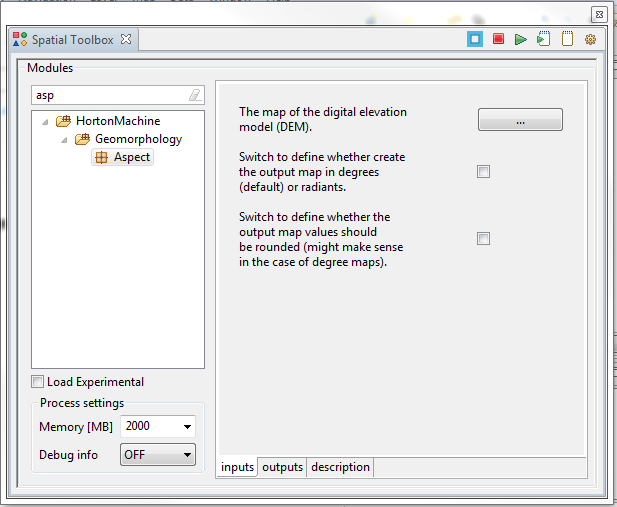 Spatial Toolbox
Modules
asp
HortonMachine
Geomorphology
Aspect
The map of the digital elevation
model (DEM).
...
Switch to define whether create
the output map in degrees
(default) or radiants.
Switch to define whether the
output map values should
be rounded (might make sense
in the case of degree maps).
Load Experimental
Process settings
Memory [MB] 2000
Debug info OFF
inputs outputs description